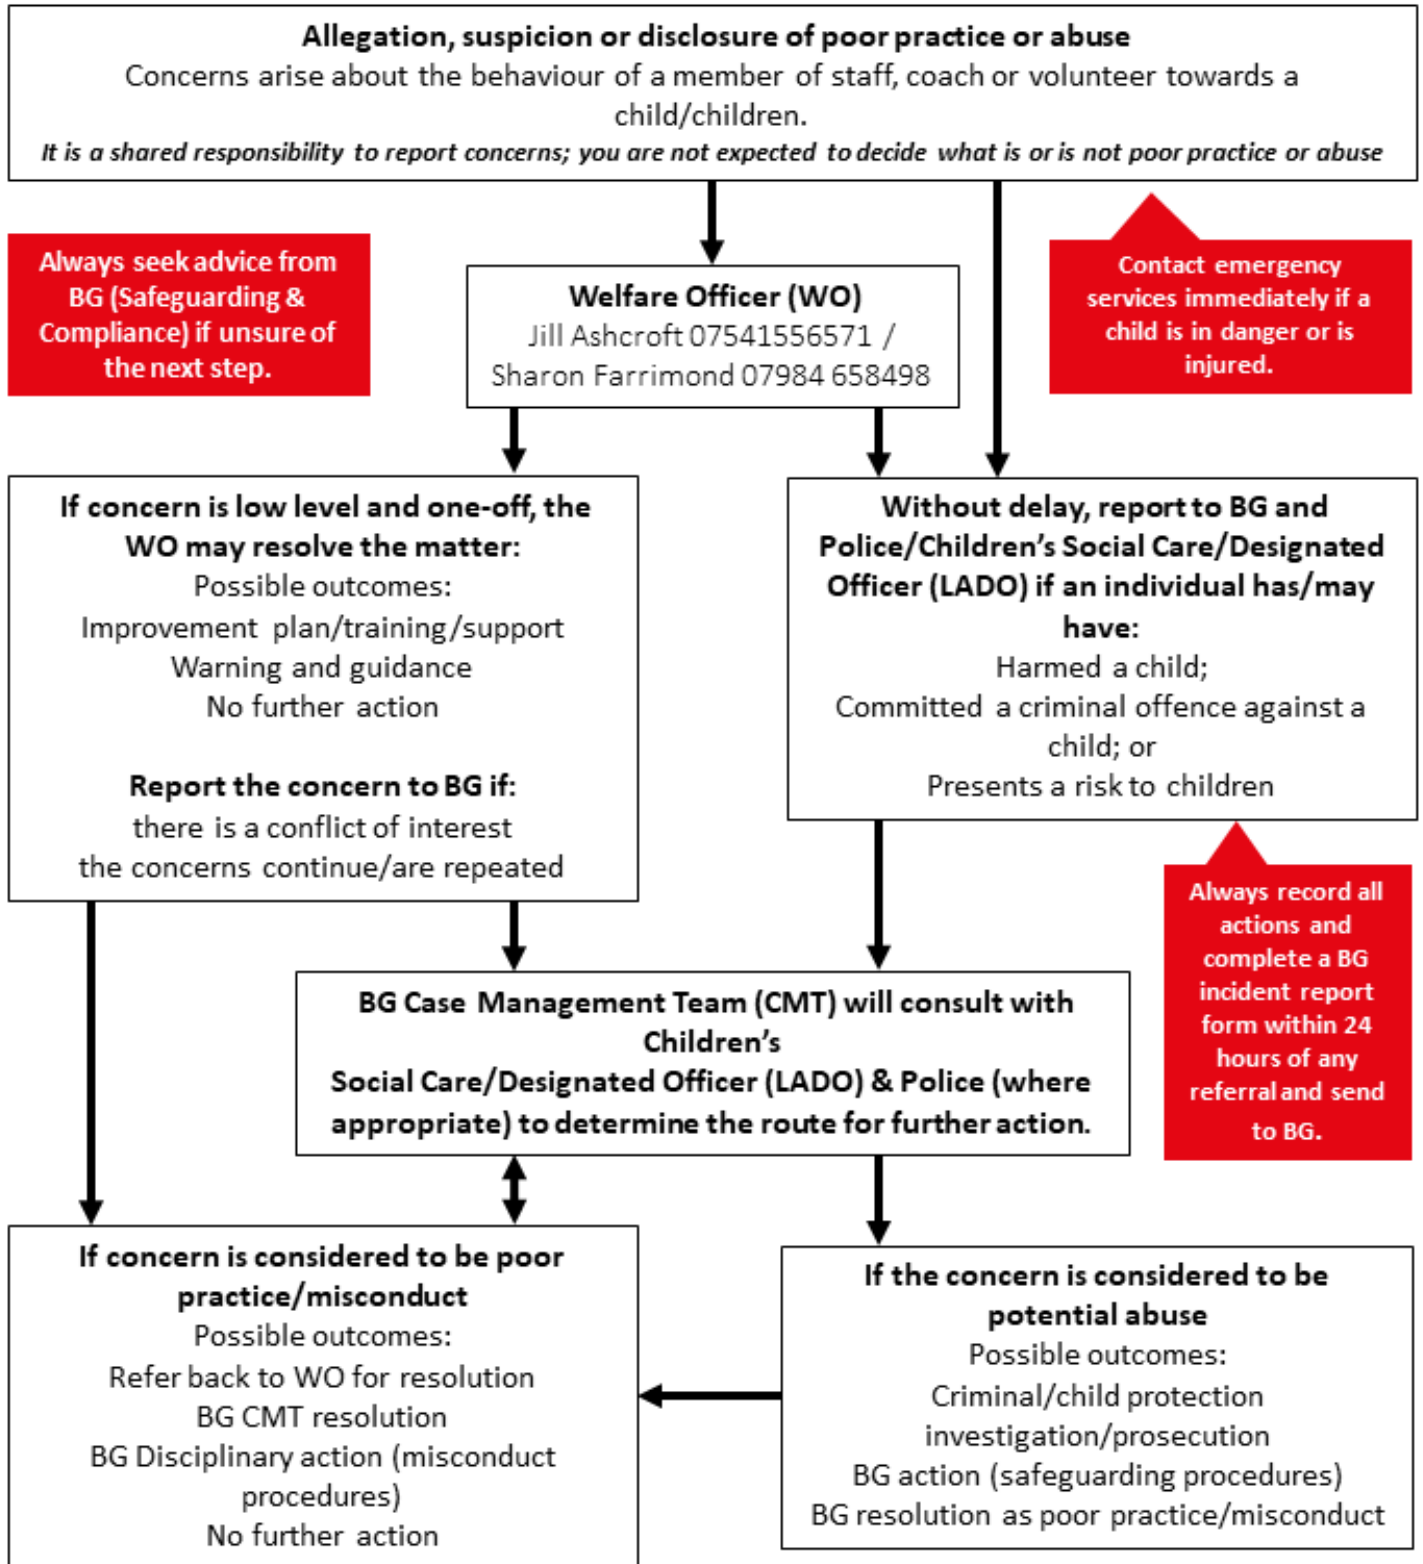 Allegation, suspicion or disclosure of poor practice or abuse
Concerns arise about the behaviour of a member of staff, coach or volunteer towards a
child/children.
It is a shared responsibility to report concerns; you are not expected to decide what is or is not poor practice or abuse
Always seek advice from
BG (Safeguarding &
Compliance) if unsure of
the next step.
Welfare Officer (WO)
Jill Ashcroft 07541556571 /
Sharon Farrimond 07984 658498
Contact emergency
services immediately if a
child is in danger or is
injured.
If concern is low level and one-off, the
WO may resolve the matter:
Possible outcomes:
Improvement plan/training/support
Warning and guidance
No further action
Report the concern to BG if:
there is a conflict of interest
the concerns continue/are repeated
Without delay, report to BG and
Police/Children’s Social Care/Designated
Officer (LADO) if an individual has/may
have:
Harmed a child;
Committed a criminal offence against a
child; or
Presents a risk to children
Always record all
actions and
complete a BG
incident report
form within 24
hours of any
referral and send
to BG.
BG Case Management Team (CMT) will consult with
Children’s
Social Care/Designated Officer (LADO) & Police (where
appropriate) to determine the route for further action.
If concern is considered to be poor
practice/misconduct
Possible outcomes:
Refer back to WO for resolution
BG CMT resolution
BG Disciplinary action (misconduct
procedures)
No further action
If the concern is considered to be
potential abuse
Possible outcomes:
Criminal/child protection
investigation/prosecution
BG action (safeguarding procedures)
BG resolution as poor practice/misconduct